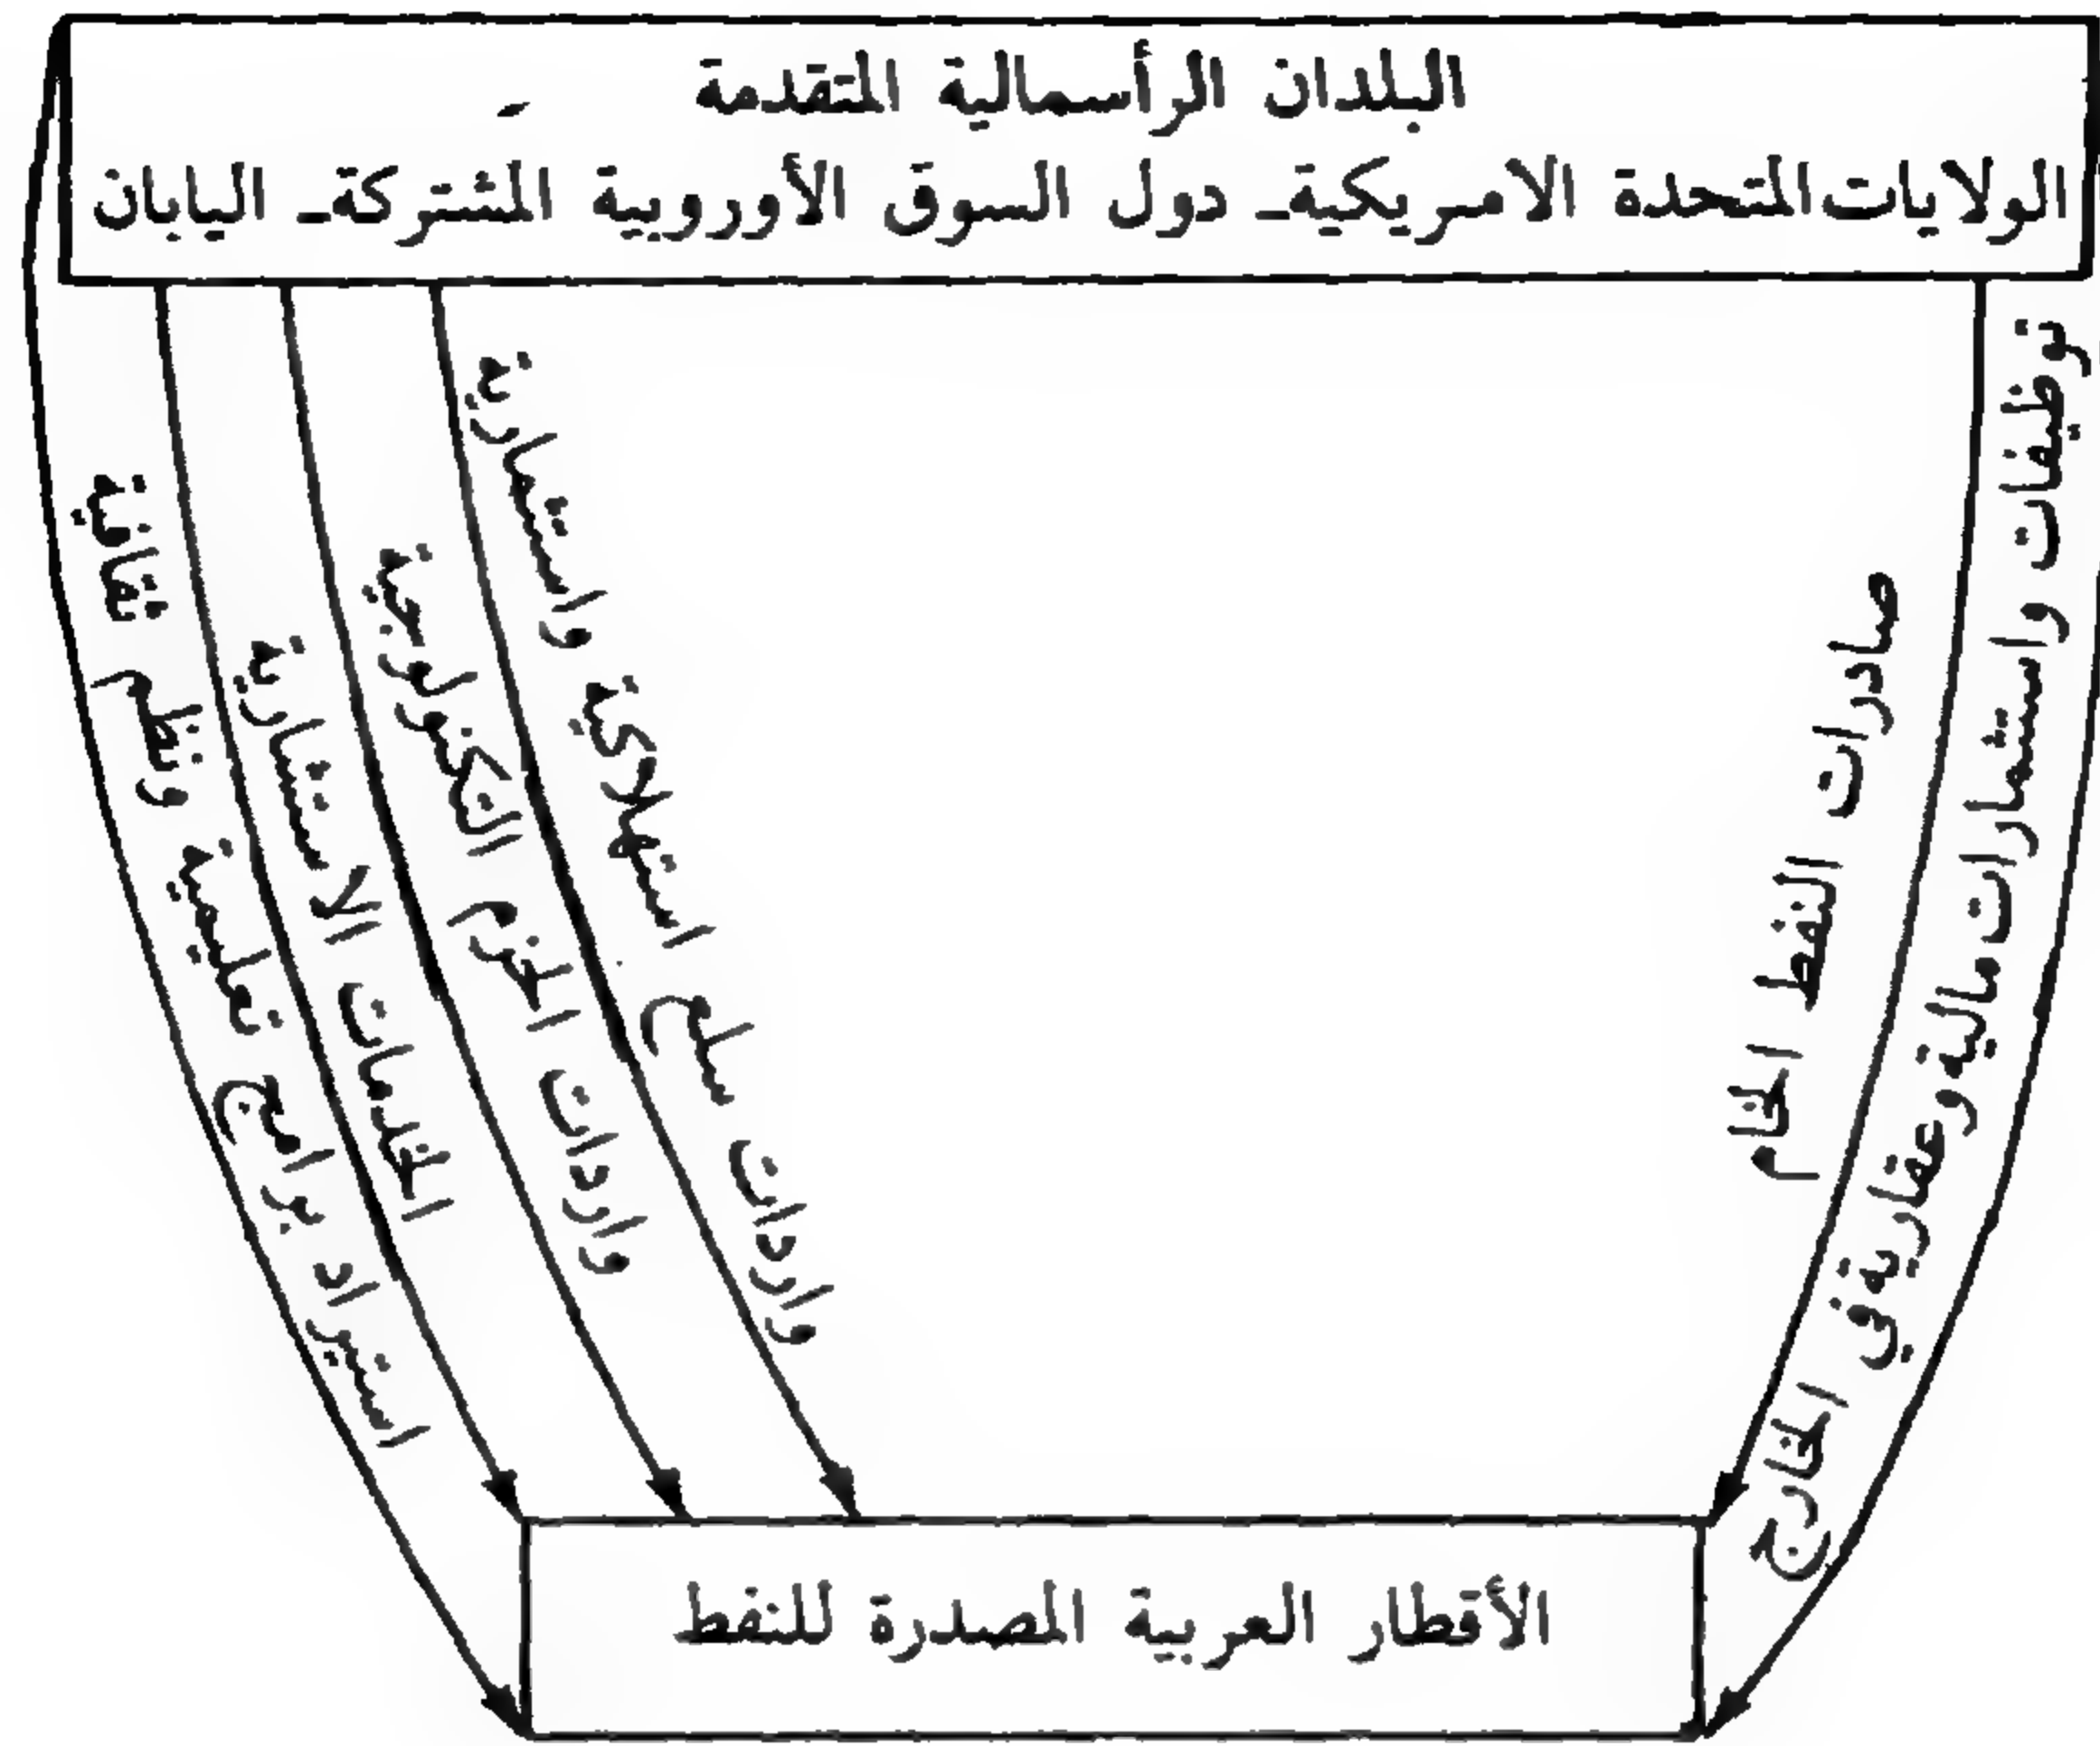 البلدان الرأسمالية المتقدمة
الولايات المتحدة الامريكية ـ دول السوق الأوروبية المشتركة ـ اليابان
توظيفات واستثمارات مالية وعقارية في الخارج
صادرات النفط الخام
واردات سلع استهلاكية واستثمارية
واردات الحزم التكنولوجية
الخدمات الاستشارية
استيراد برامج تعليمية ونظم ثقافية
الأقطار العربية المصدرة للنفط